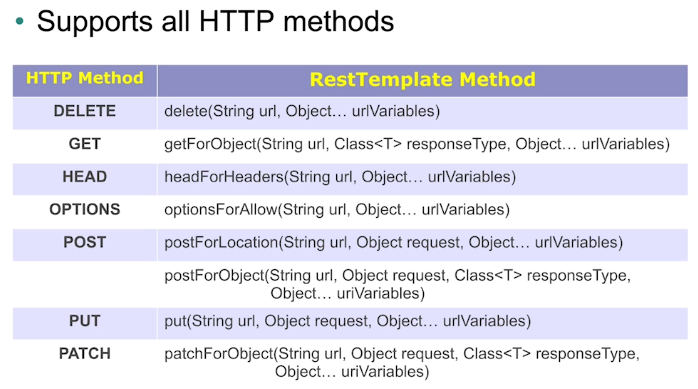 • Supports all HTTP methods
HTTP Method RestTemplate Method
DELETE delete(String url, Object… urlVariables)
GET getForObject(String url, Class<T> responseType, Object… urlVariables)
HEAD headForHeaders(String url, Object… urlVariables)
OPTIONS optionsForAllow(String url, Object… urlVariables)
POST postForLocation(String url, Object request, Object… urlVariables)
postForObject(String url, Object request, Class<T> responseType,
Object… uriVariables)
PUT put(String url, Object request, Object… urlVariables)
PATCH patchForObject(String url, Object request, Class<T> responseType,
Object… uriVariables)